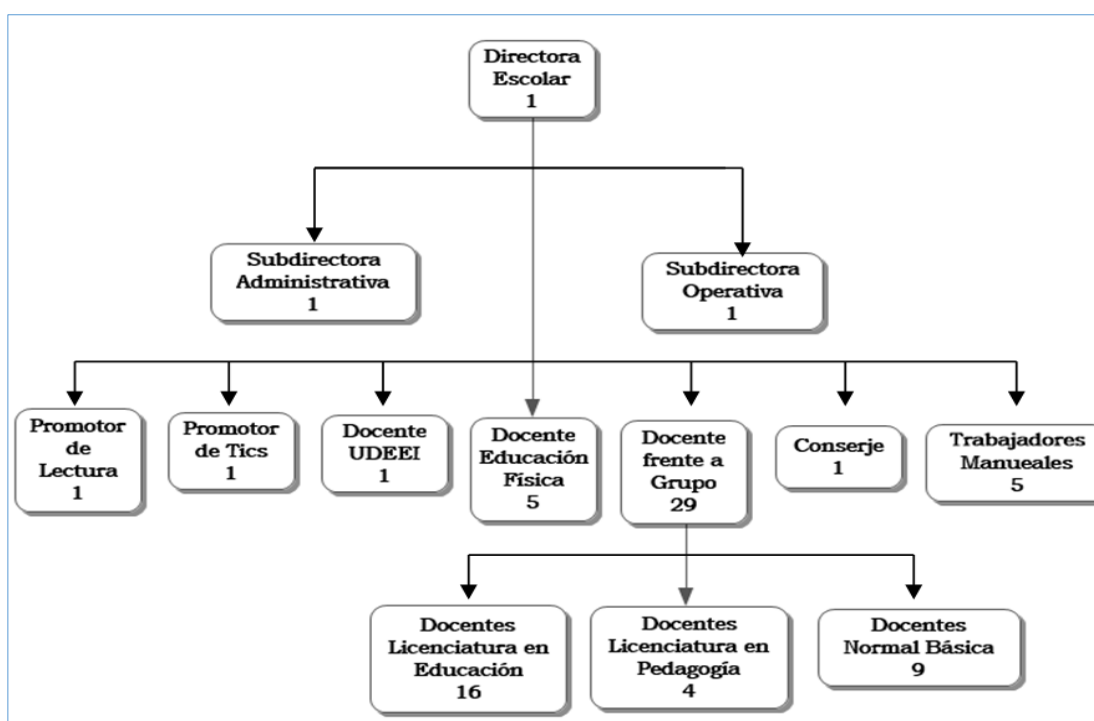 Directora
Escolar
1
Subdirectora
Administrativa
1
Subdirectora
Operativa
1
Promotor
de
Lectura
1
Promotor
de Tics
1
Docente
UDEEI
1
Docente
Educación
Física
5
Docente
frente a
Grupo
29
Conserje
1
Trabajadores
Manueales
5
Docentes
Licenciatura en
Educación
16
Docentes
Licenciatura en
Pedagogía
4
Docentes
Normal Básica
9